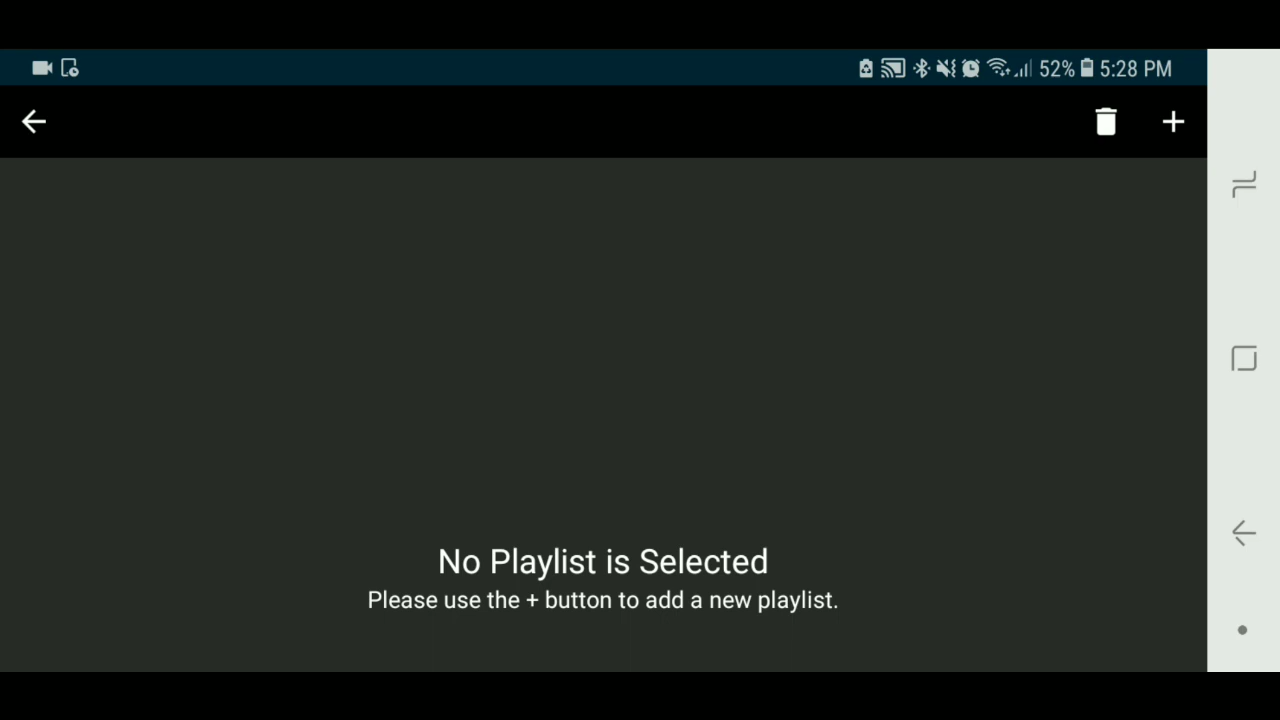 52% 5:28 PM
No Playlist is Selected
Please use the + button to add a new playlist.